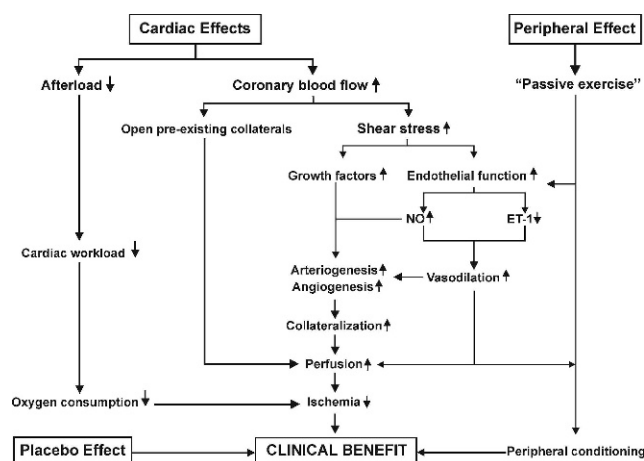 Cardiac Effects
Peripheral Effect
Afterload ↓
Coronary blood flow ↑
“Passive exercise”
Open pre-existing collaterals
Shear stress ↑
Growth factors ↑
Endothelial function ↑
NO ↑
ET-1 ↓
Cardiac workload ↓
Arteriogenesis ↑
Angiogenesis ↑
Vasodilation ↑
Collateralization ↑
Perfusion ↑
Oxygen consumption ↓
Ischemia ↓
Placebo Effect
CLINICAL BENEFIT
Peripheral conditioning